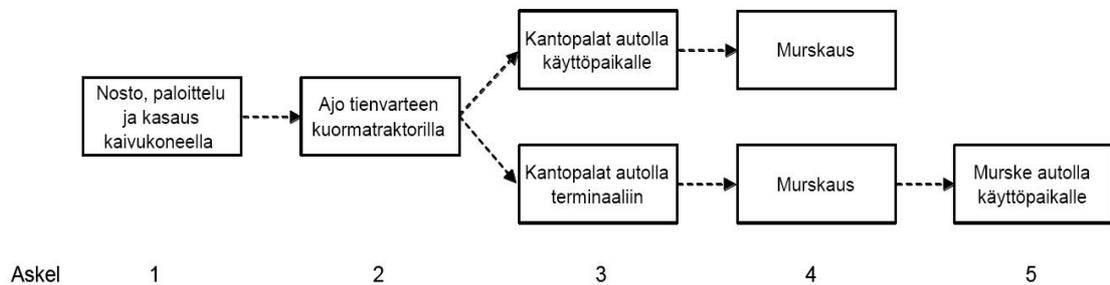 Nosto, paloittelu
ja kasaus
kaivukoneella
Ajo tienvarteen
kuormatraktorilla
Kantopalat autolla
käyttöpaikalle
Murskaus
Kantopalat autolla
terminaaliin
Murskaus
Murske autolla
käyttöpaikalle
Askel 1 2 3 4 5